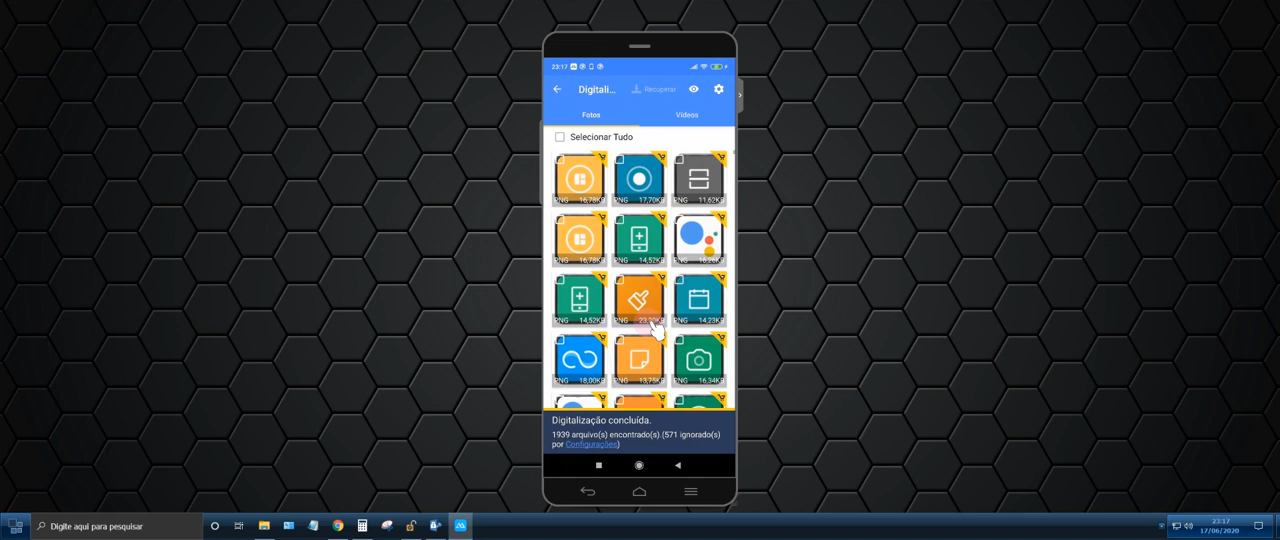 23:17
Digitali...
Recuperar
Fotos
Vídeos
Selecionar Tudo
PNG 16,78KB
PNG 17,70KB
PNG 11,62KB
PNG 16,78KB
PNG 14,52KB
PNG 16,26KB
PNG 14,52KB
PNG
PNG 14,23KB
PNG 18,00KB
PNG 13,75KB
PNG 16,34KB
Digitalização concluída.
1939 arquivo(s) encontrado(s).(571 ignorado(s)
por Configurações)
Digite aqui para pesquisar
23:17
17/06/2020